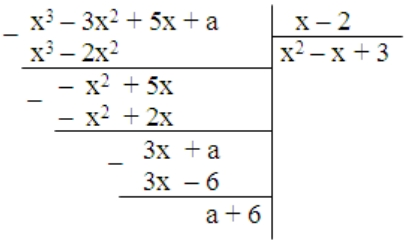 x³ – 3x² + 5x + a x – 2
– x³ – 2x² x² – x + 3
– x² + 5x
– – x² + 2x
3x + a
– 3x – 6
a + 6